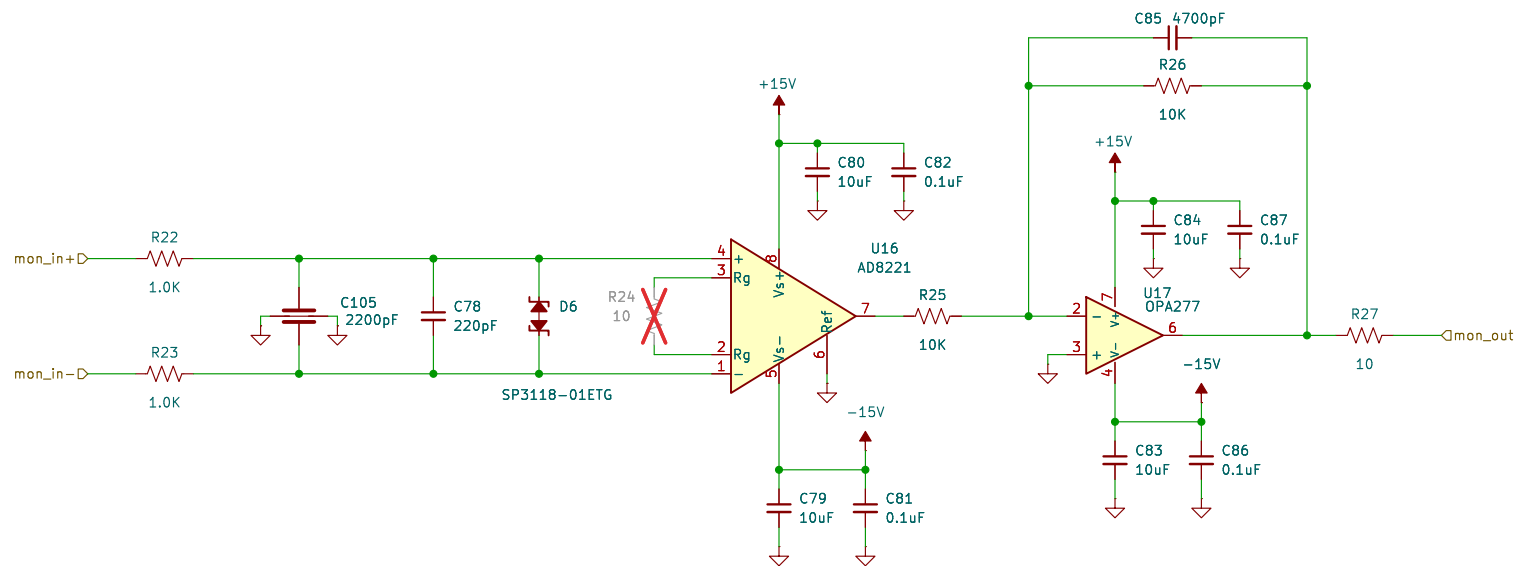 C85 4700pF
R26
10K
+15V
C80
10uF
C82
0.1uF
+15V
C84
10uF
C87
0.1uF
mon_in+
R22
1.0K
C105
2200pF
C78
220pF
D6
R24
10
SP3118-01ETG
mon_in-
R23
1.0K
4
+
3
Rg
2
Rg
1
-
8
Vs+
Vs-
5
Ref
6
7
U16
AD8221
R25
10K
U17
OPA277
2
-
3
+
7
V+
V-
4
6
R27
10
mon_out
-15V
C79
10uF
C81
0.1uF
-15V
C83
10uF
C86
0.1uF